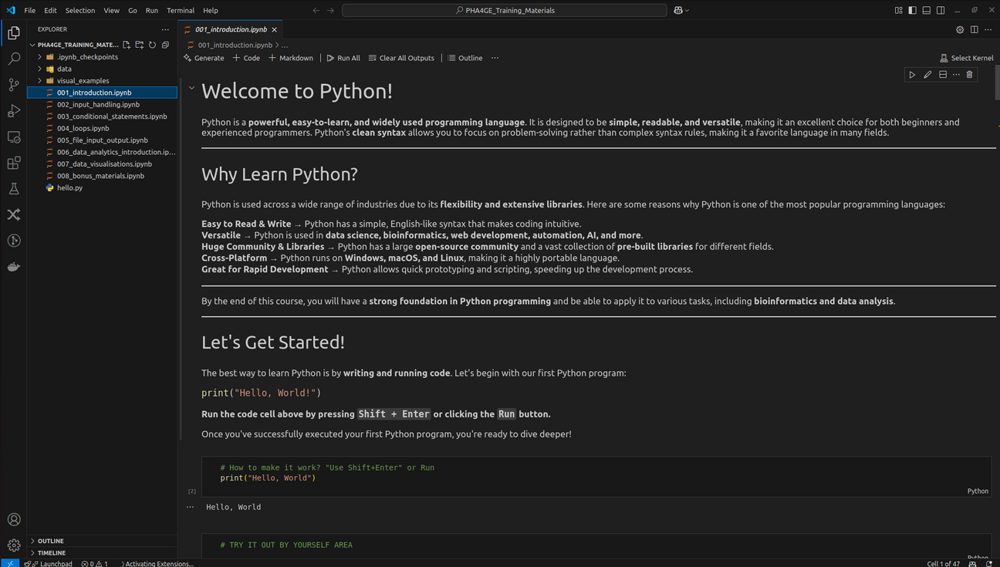 File Edit Selection View Go Run Terminal Help
PHA4GE_Training_Materials
EXPLORER
PHA4GE_TRAINING_MATE...
.ipynb_checkpoints
data
visual_examples
001_introduction.ipynb
002_input_handling.ipynb
003_conditional_statements.ipynb
004_loops.ipynb
005_file_input_output.ipynb
006_data_analytics_introduction.ip...
007_data_visualisations.ipynb
008_bonus_materials.ipynb
hello.py
OUTLINE
TIMELINE
001_introduction.ipynb
001_introduction.ipynb > ...
Generate + Code + Markdown Run All Clear All Outputs Outline ... Select Kernel
Welcome to Python!
Python is a powerful, easy-to-learn, and widely used programming language. It is designed to be simple, readable, and versatile, making it an excellent choice for both beginners and
experienced programmers. Python's clean syntax allows you to focus on problem-solving rather than complex syntax rules, making it a favorite language in many fields.
Why Learn Python?
Python is used across a wide range of industries due to its flexibility and extensive libraries. Here are some reasons why Python is one of the most popular programming languages:
Easy to Read & Write → Python has a simple, English-like syntax that makes coding intuitive.
Versatile → Python is used in data science, bioinformatics, web development, automation, AI, and more.
Huge Community & Libraries → Python has a large open-source community and a vast collection of pre-built libraries for different fields.
Cross-Platform → Python runs on Windows, macOS, and Linux, making it a highly portable language.
Great for Rapid Development → Python allows quick prototyping and scripting, speeding up the development process.
By the end of this course, you will have a strong foundation in Python programming and be able to apply it to various tasks, including bioinformatics and data analysis.
Let's Get Started!
The best way to learn Python is by writing and running code. Let's begin with our first Python program:
print("Hello, World!")
Run the code cell above by pressing Shift + Enter or clicking the Run button.
Once you've successfully executed your first Python program, you're ready to dive deeper!
# How to make it work? "Use Shift+Enter" or Run
print("Hello, World")
[2]
Python
... Hello, World
# TRY IT OUT BY YOURSELF AREA
Python
Launchpad 0 1 Activating Extensions... Cell 1 of 47